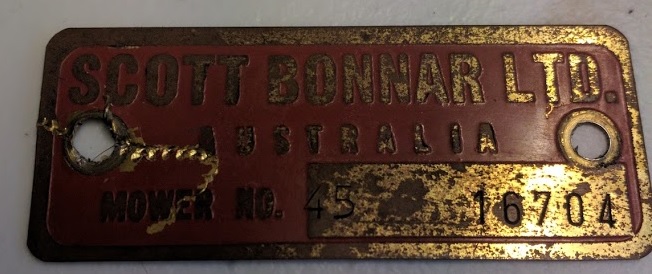 SCOTT BONNAR LTD.
AUSTRALIA
MOWER NO. 45 16704